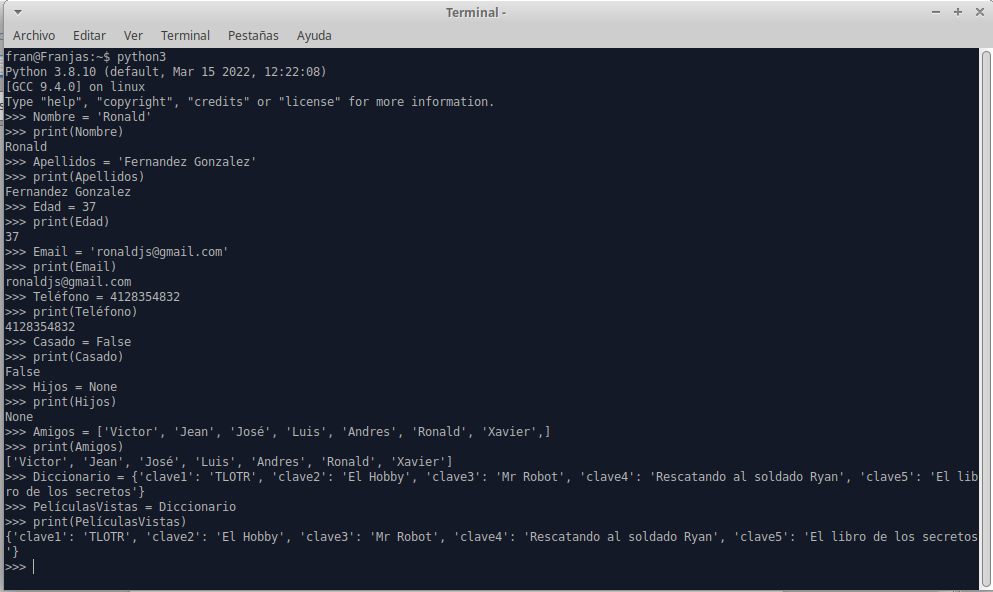 Terminal -
Archivo Editar Ver Terminal Pestañas Ayuda
fran@Franjas:~$ python3
Python 3.8.10 (default, Mar 15 2022, 12:22:08)
[GCC 9.4.0] on linux
Type "help", "copyright", "credits" or "license" for more information.
>>> Nombre = 'Ronald'
>>> print(Nombre)
Ronald
>>> Apellidos = 'Fernandez Gonzalez'
>>> print(Apellidos)
Fernandez Gonzalez
>>> Edad = 37
>>> print(Edad)
37
>>> Email = 'ronaldjs@gmail.com'
>>> print(Email)
ronaldjs@gmail.com
>>> Teléfono = 4128354832
>>> print(Teléfono)
4128354832
>>> Casado = False
>>> print(Casado)
False
>>> Hijos = None
>>> print(Hijos)
None
>>> Amigos = ['Victor', 'Jean', 'José', 'Luis', 'Andres', 'Ronald', 'Xavier',]
>>> print(Amigos)
['Victor', 'Jean', 'José', 'Luis', 'Andres', 'Ronald', 'Xavier']
>>> Diccionario = {'clave1': 'TLOTR', 'clave2': 'El Hobby', 'clave3': 'Mr Robot', 'clave4': 'Rescatando al soldado Ryan', 'clave5': 'El lib
ro de los secretos'}
>>> PelículasVistas = Diccionario
>>> print(PelículasVistas)
{'clave1': 'TLOTR', 'clave2': 'El Hobby', 'clave3': 'Mr Robot', 'clave4': 'Rescatando al soldado Ryan', 'clave5': 'El libro de los secretos
'}
>>>